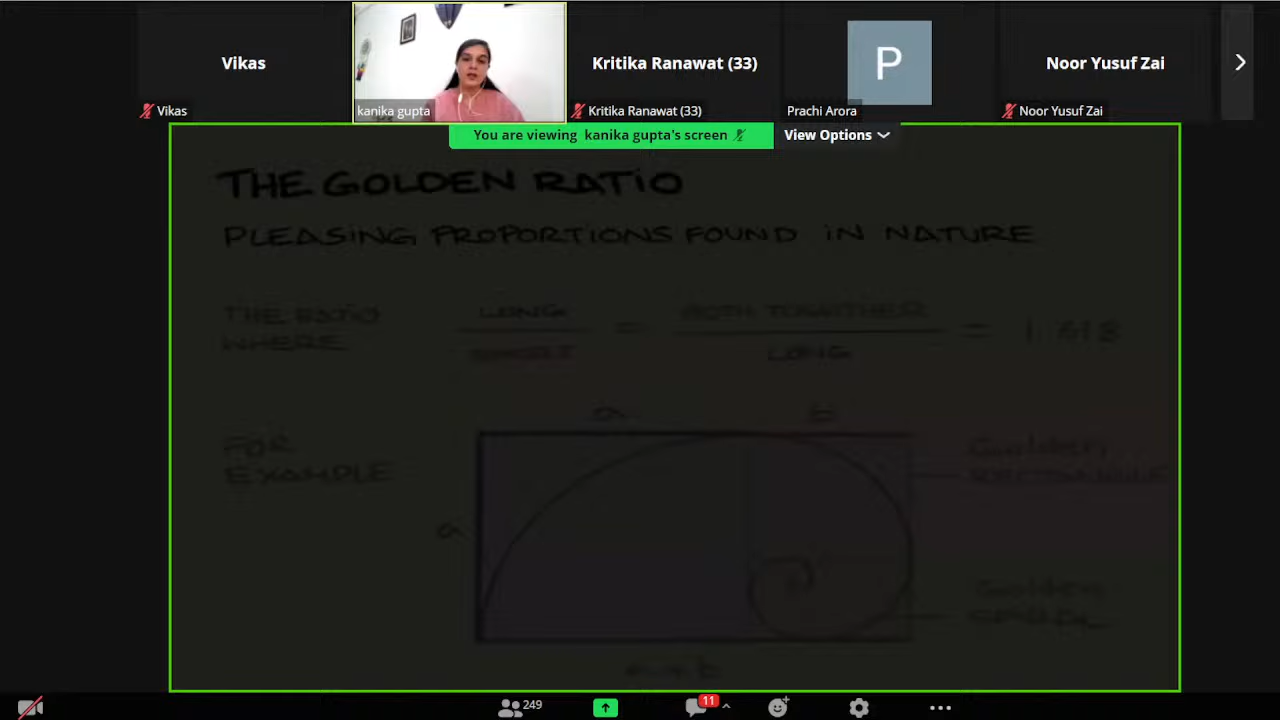 Vikas
Kritika Ranawat (33)
P
Noor Yusuf Zai
Vikas
kanika gupta
Kritika Ranawat (33)
Prachi Arora
Noor Yusuf Zai
You are viewing kanika gupta's screen
View Options
THE GOLDEN RATIO
PLEASING PROPORTIONS FOUND IN NATURE
THE RATIO
WHERE
LONG
SHORT
=
BOTH TOGETHER
LONG
= 1.618
a b
FOR
EXAMPLE
Golden
RECTANGLE
a
Golden
a + b
249
11